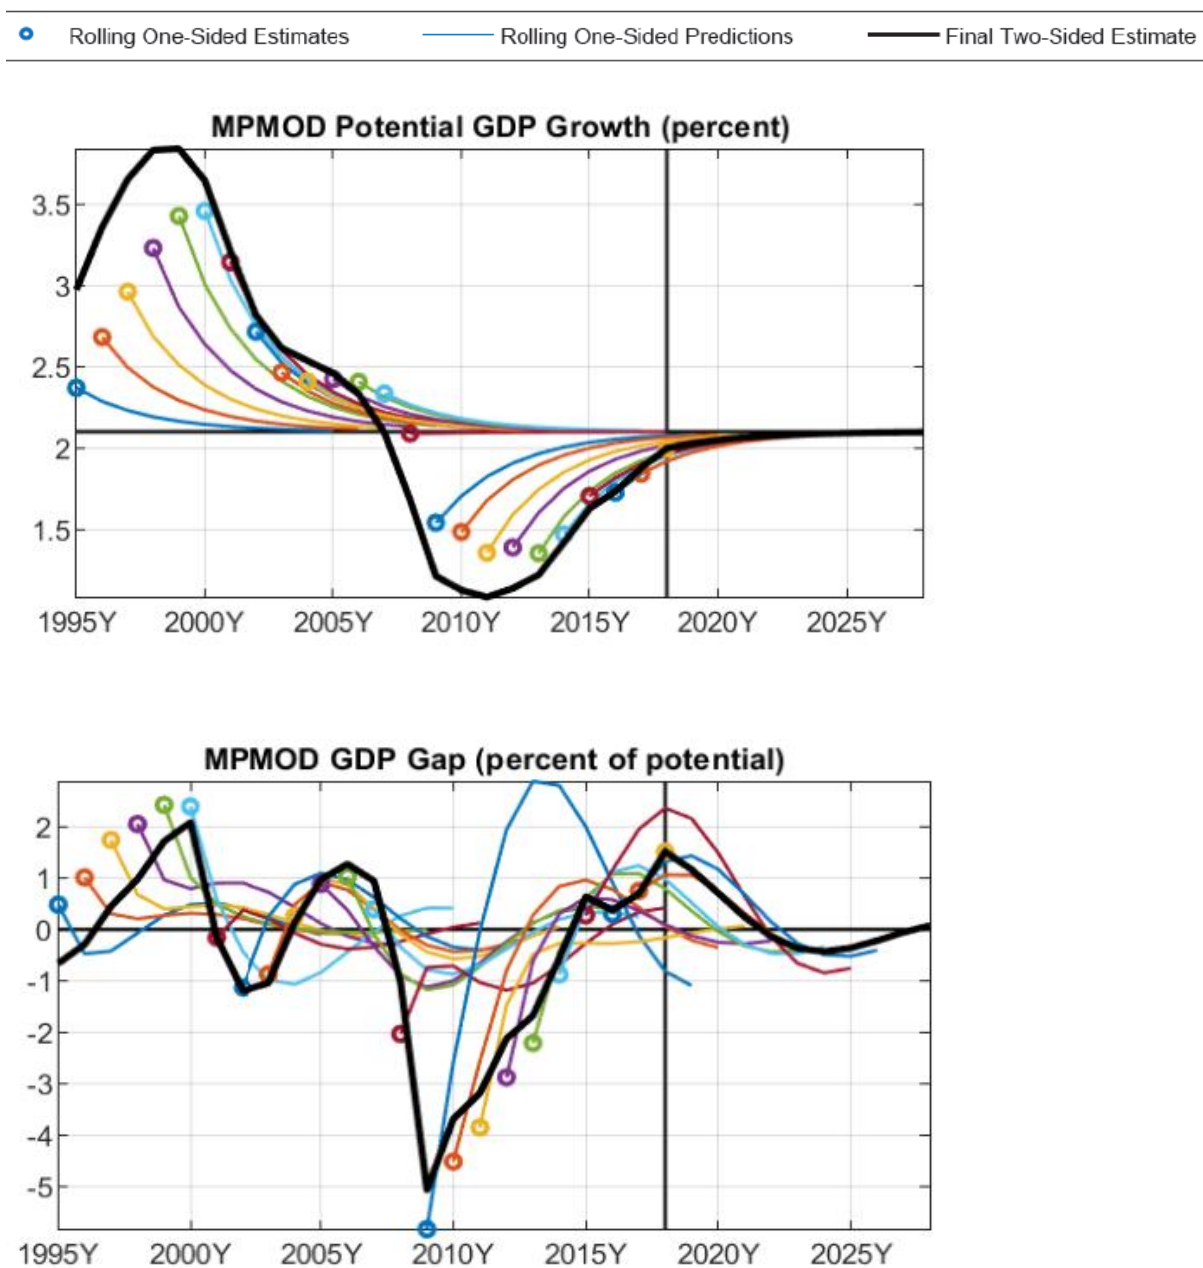 Rolling One-Sided Estimates Rolling One-Sided Predictions Final Two-Sided Estimate
MPMOD Potential GDP Growth (percent)
3.5
3
2.5
2
1.5
1995Y 2000Y 2005Y 2010Y 2015Y 2020Y 2025Y
MPMOD GDP Gap (percent of potential)
2
1
0
-1
-2
-3
-4
-5
1995Y 2000Y 2005Y 2010Y 2015Y 2020Y 2025Y